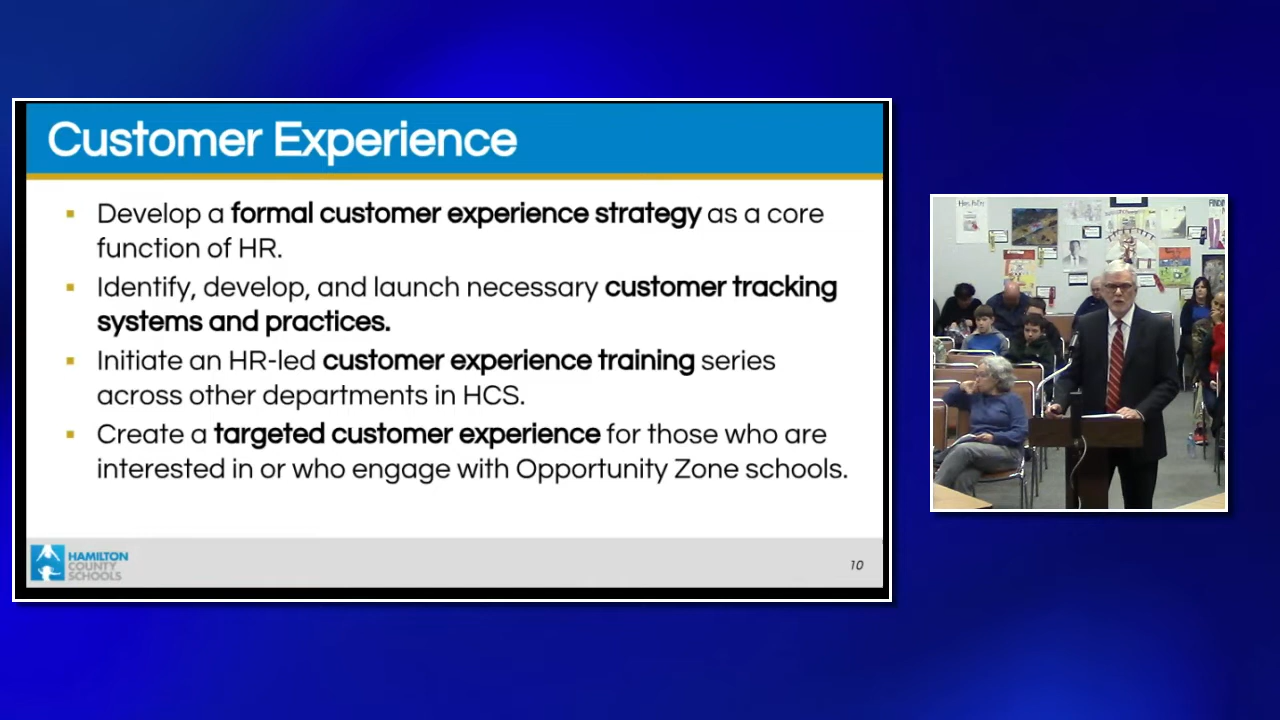 Customer Experience
Develop a formal customer experience strategy as a core
function of HR.
Identify, develop, and launch necessary customer tracking
systems and practices.
Initiate an HR-led customer experience training series
across other departments in HCS.
Create a targeted customer experience for those who are
interested in or who engage with Opportunity Zone schools.
HAMILTON
COUNTY
SCHOOLS
10